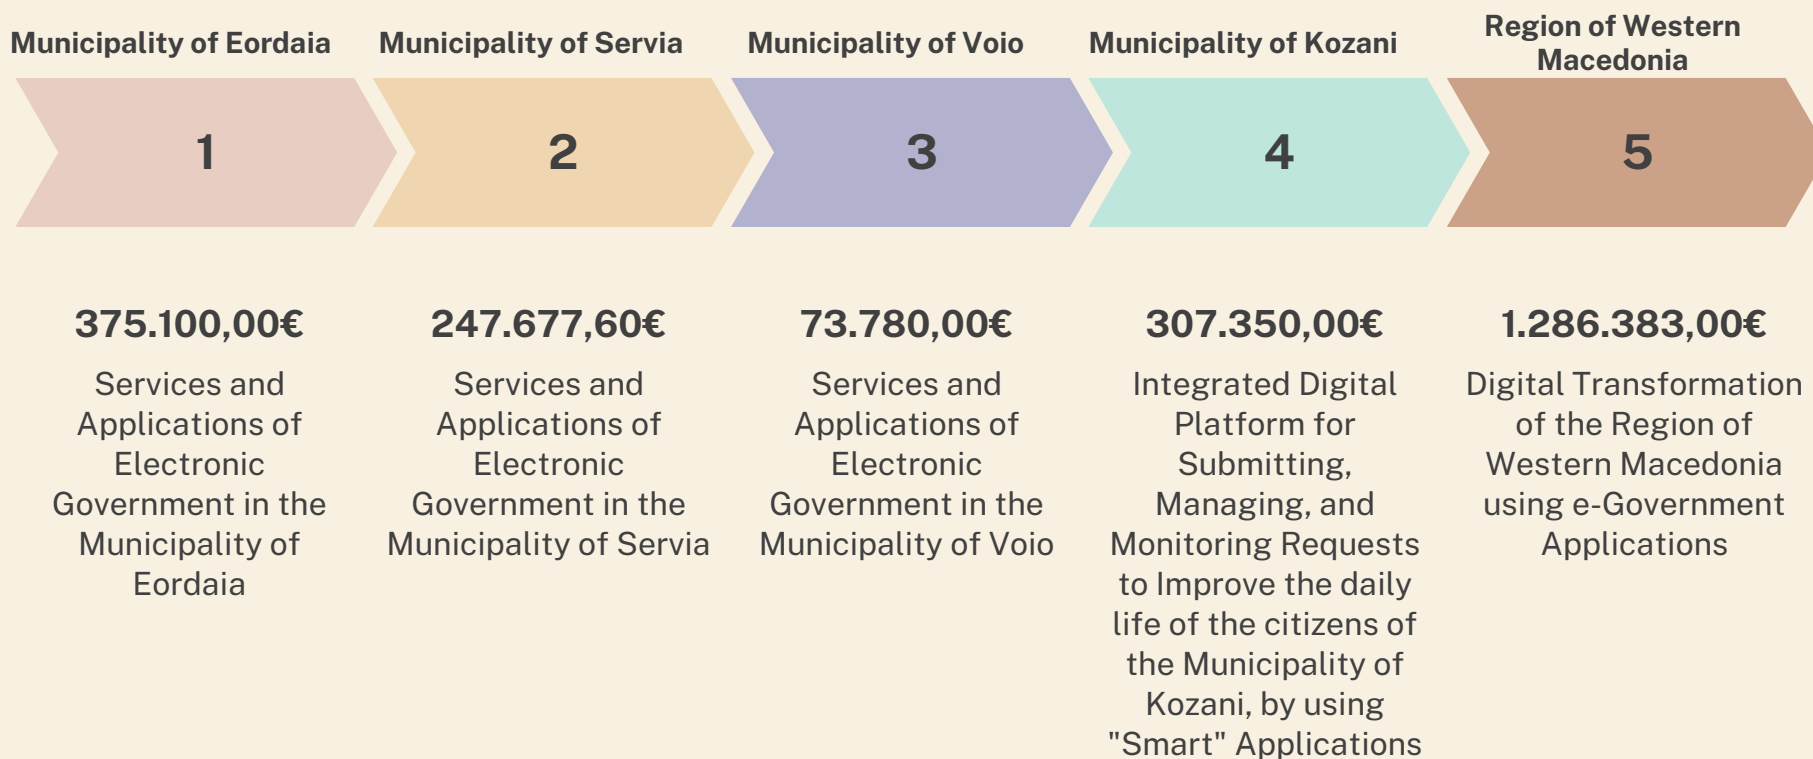 Municipality of Eordaia
Municipality of Servia
Municipality of Voio
Municipality of Kozani
Region of Western
Macedonia
1
2
3
4
5
375.100,00€
Services and
Applications of
Electronic
Government in the
Municipality of
Eordaia
247.677,60€
Services and
Applications of
Electronic
Government in the
Municipality of Servia
73.780,00€
Services and
Applications of
Electronic
Government in the
Municipality of Voio
307.350,00€
Integrated Digital
Platform for
Submitting,
Managing, and
Monitoring Requests
to Improve the daily
life of the citizens of
the Municipality of
Kozani, by using
"Smart" Applications
1.286.383,00€
Digital Transformation
of the Region of
Western Macedonia
using e-Government
Applications